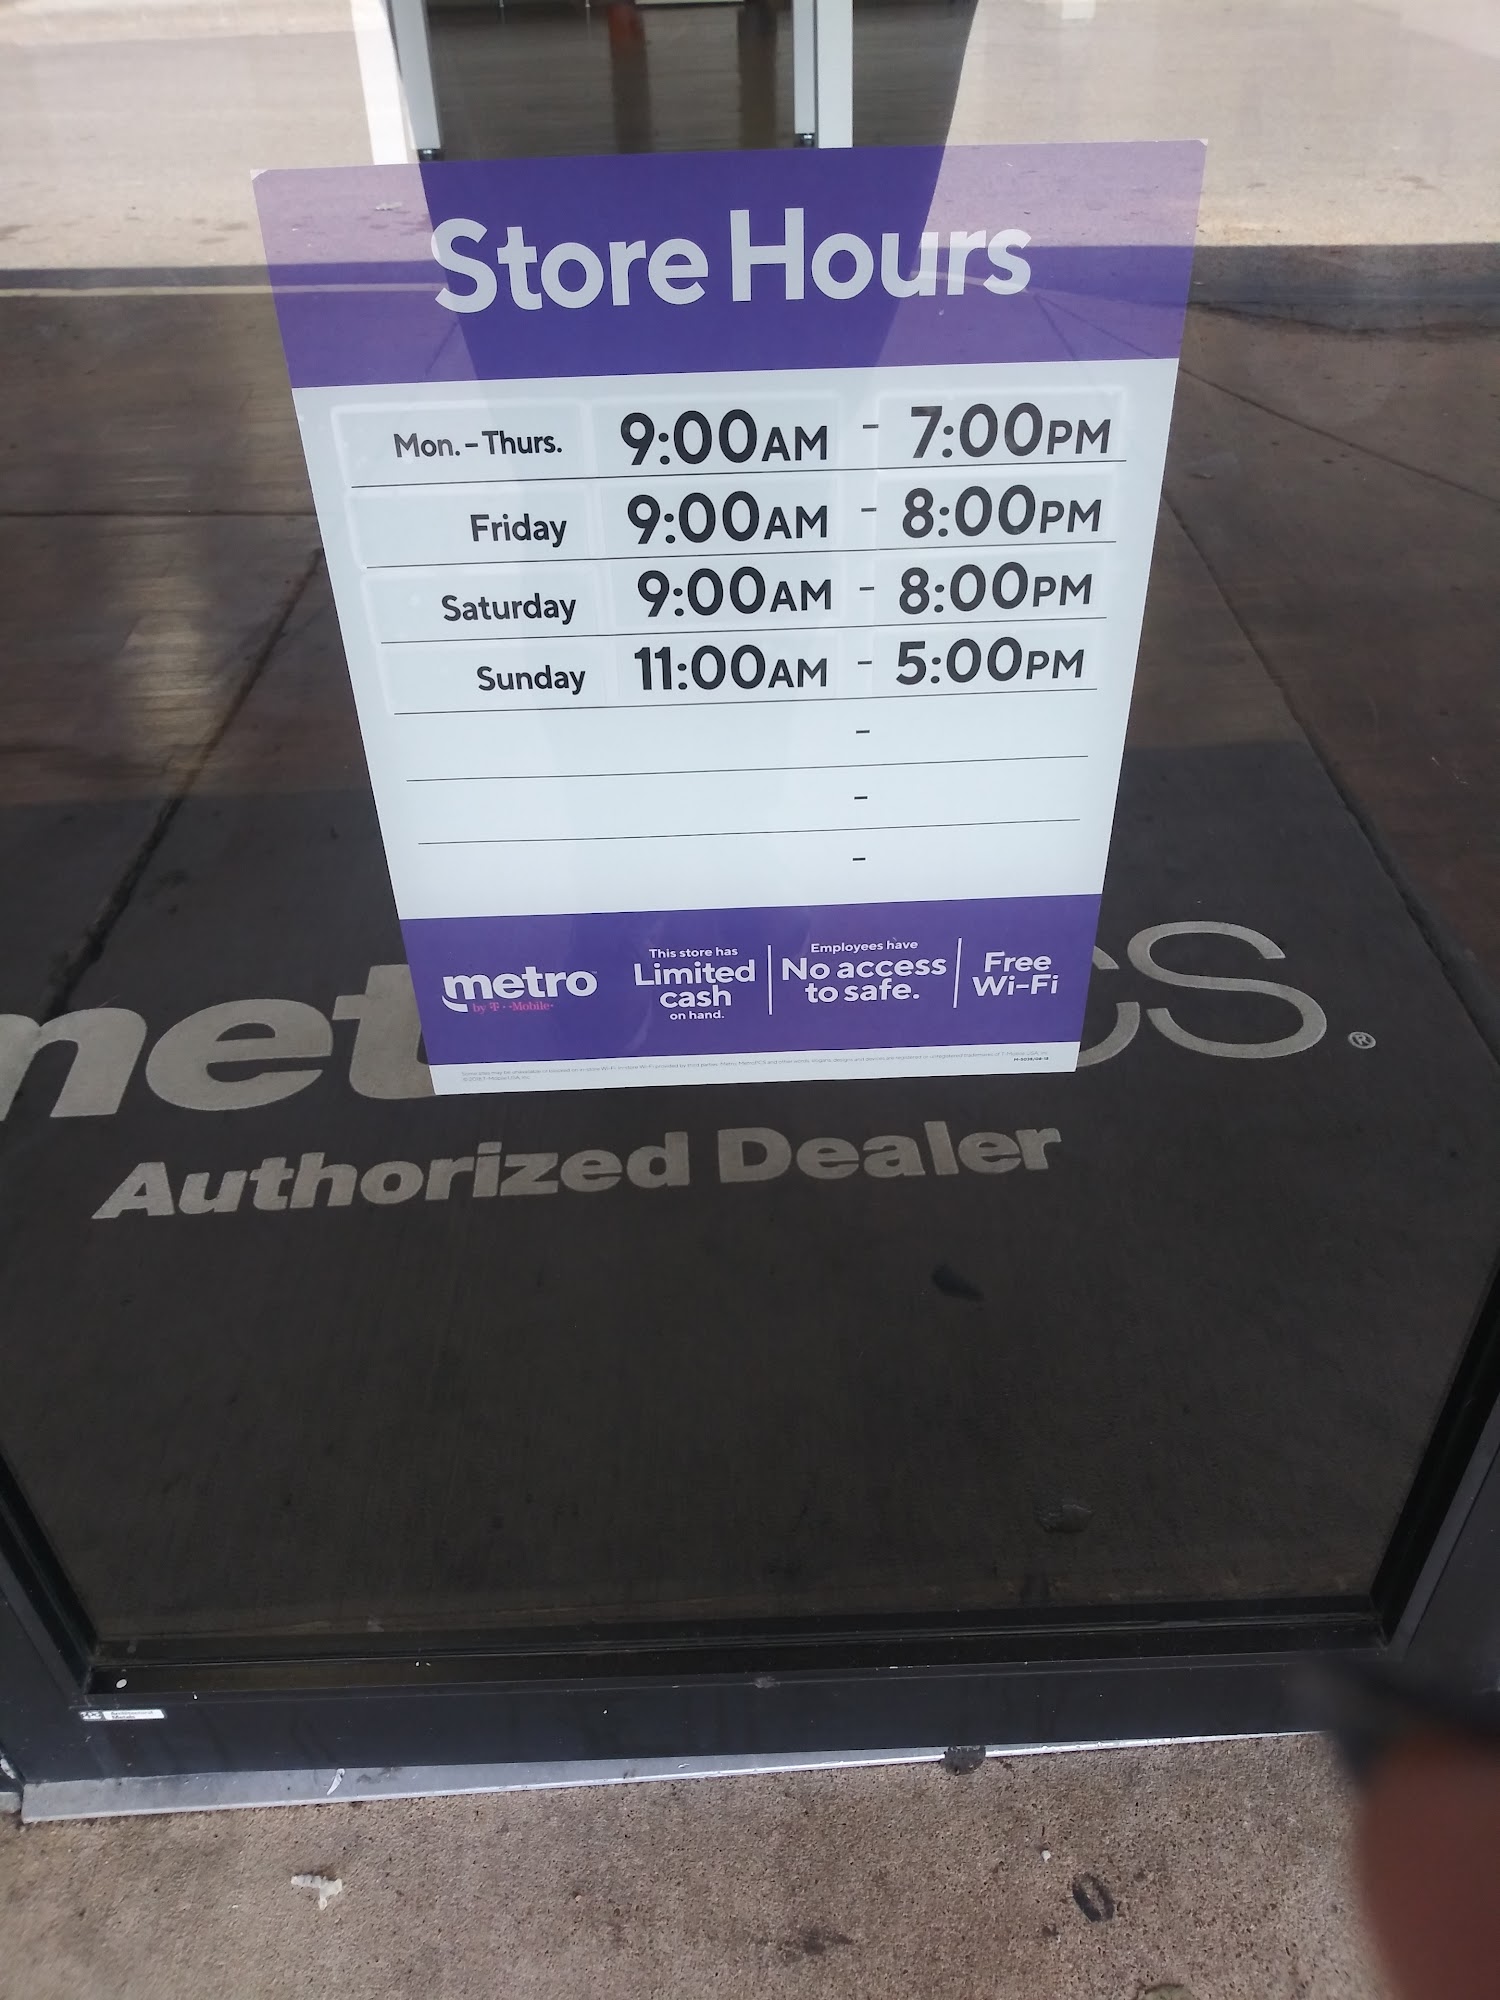 Store Hours
Mon. – Thurs. 9:00AM - 7:00PM
Friday 9:00AM - 8:00PM
Saturday 9:00AM - 8:00PM
Sunday 11:00AM - 5:00PM
-
-
-
metro
by T-Mobile
This store has
Limited
cash
on hand.
Employees have
No access
to safe.
Free
Wi-Fi
met cs®
Authorized Dealer